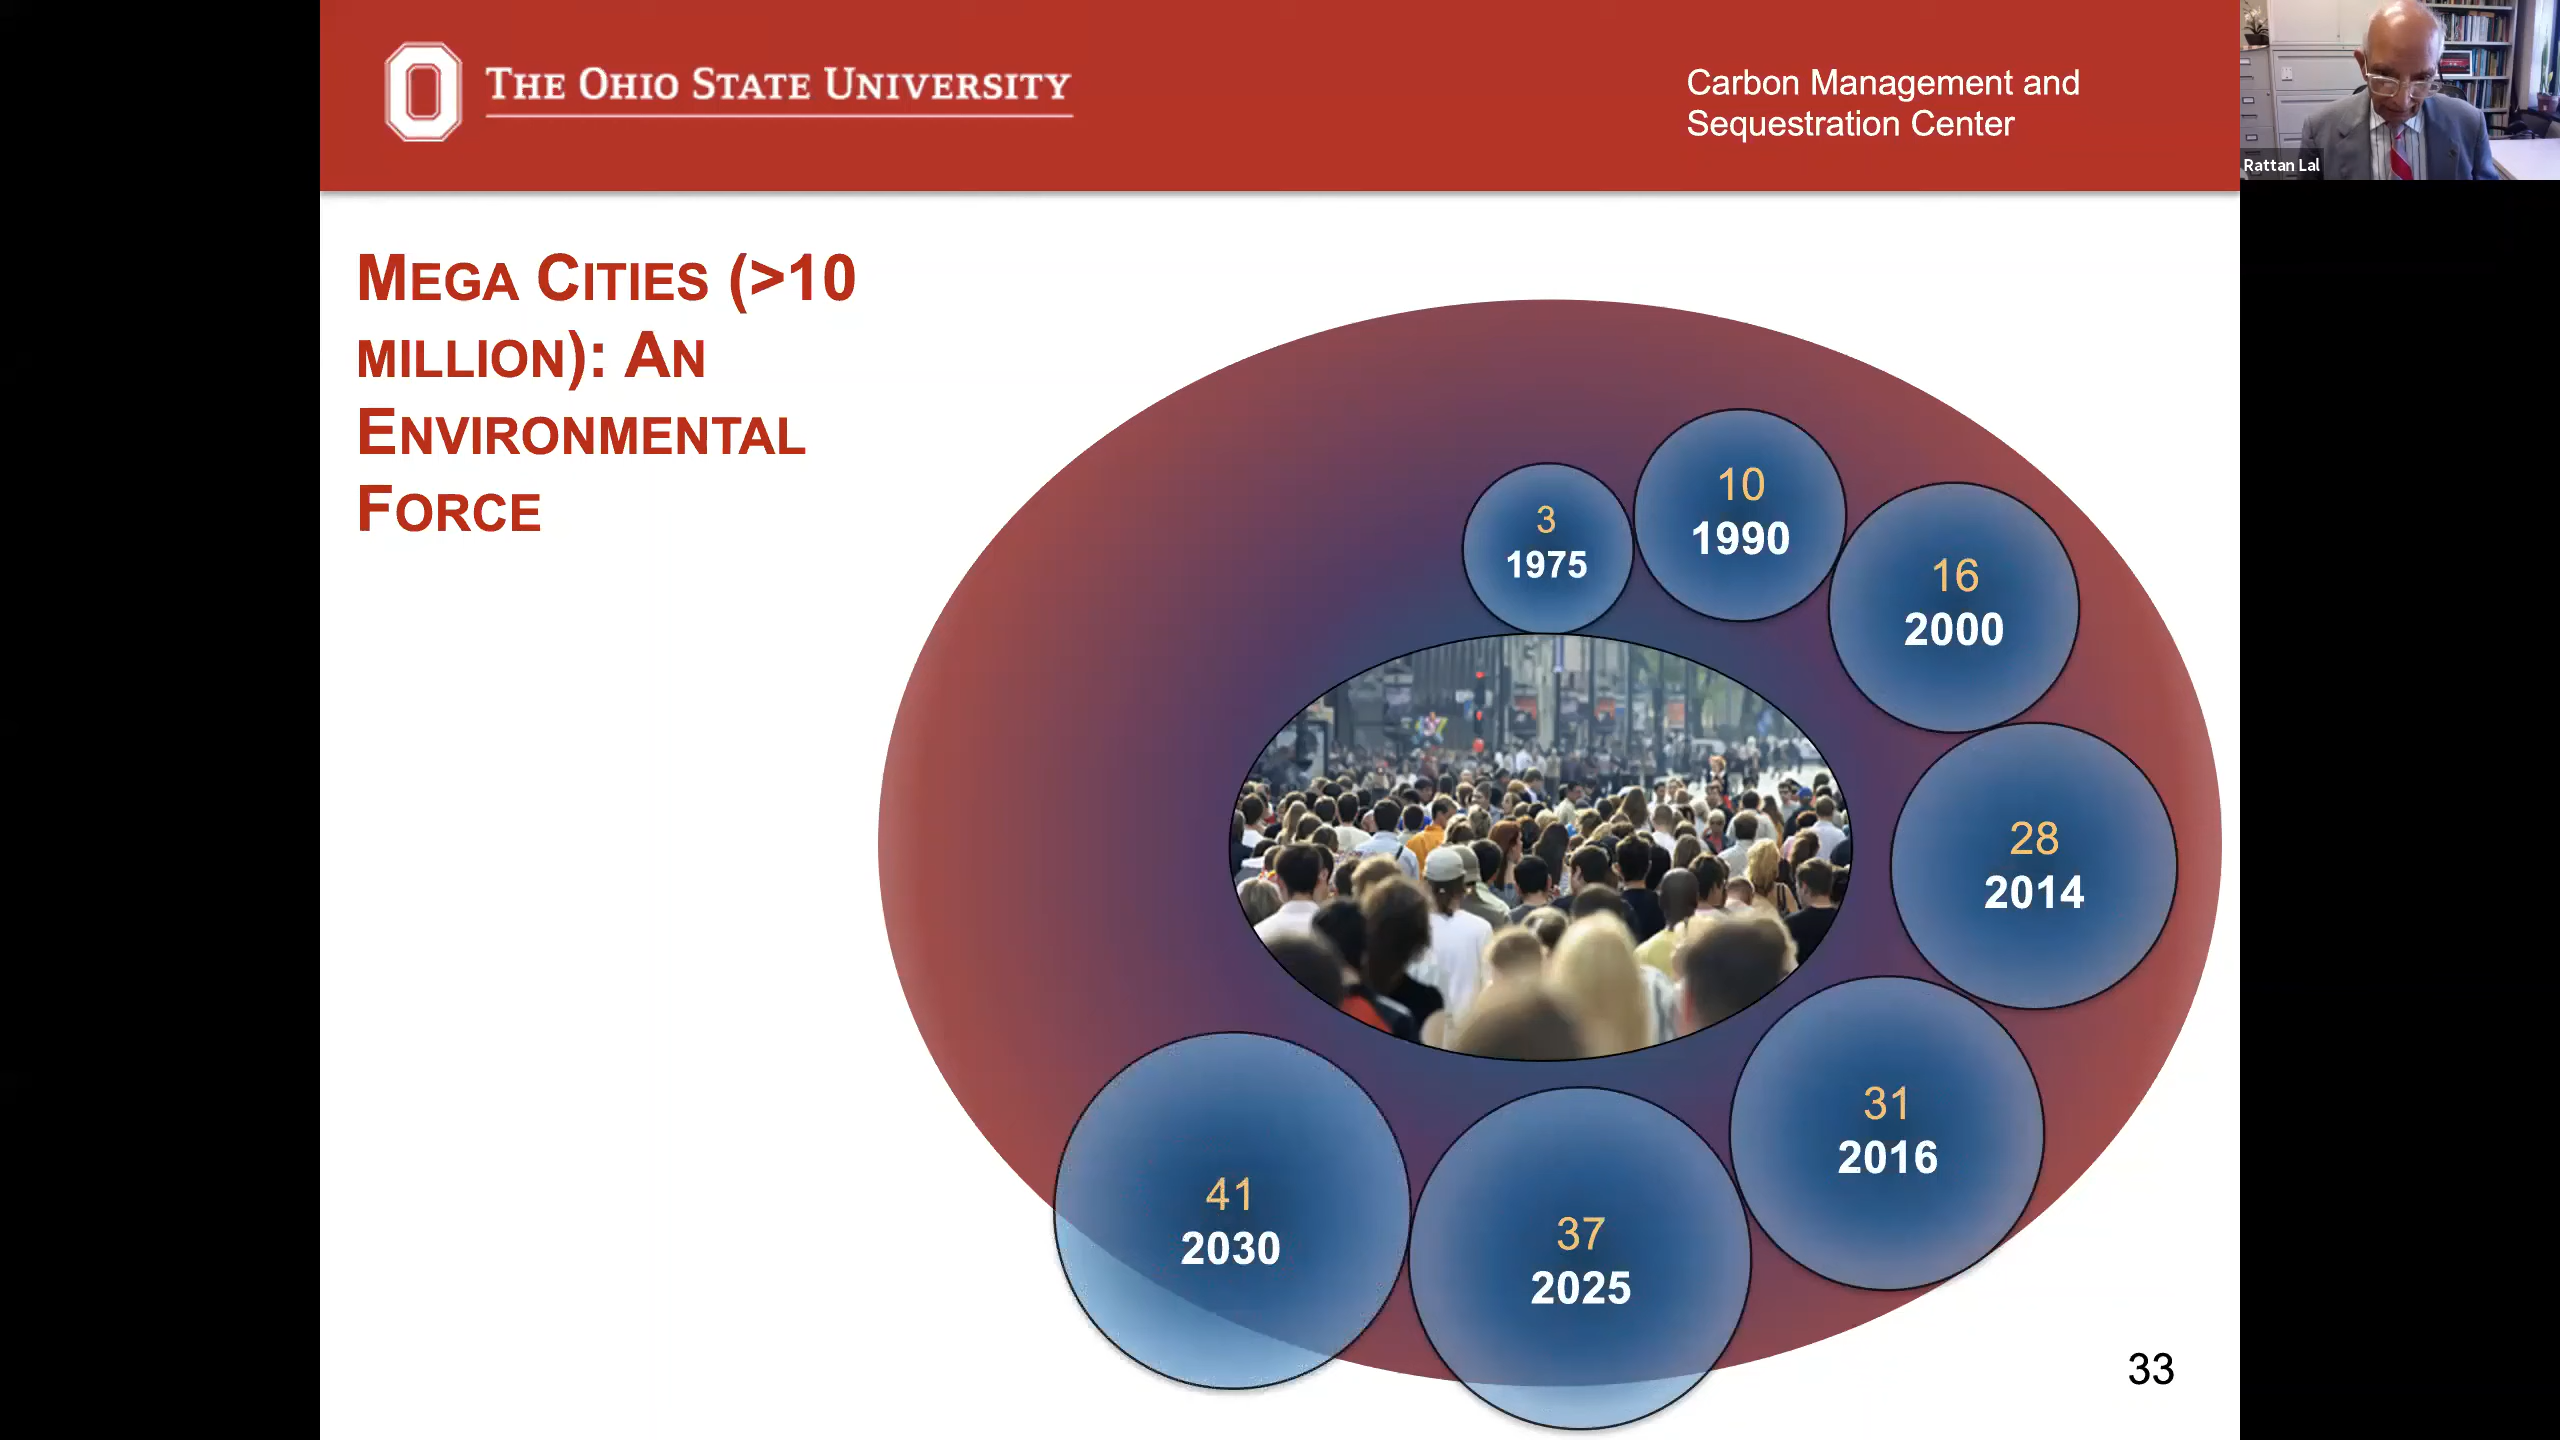 THE OHIO STATE UNIVERSITY
Carbon Management and
Sequestration Center
Rattan Lal
MEGA CITIES (>10
MILLION): AN
ENVIRONMENTAL
FORCE
3
1975
10
1990
16
2000
28
2014
31
2016
37
2025
41
2030
33